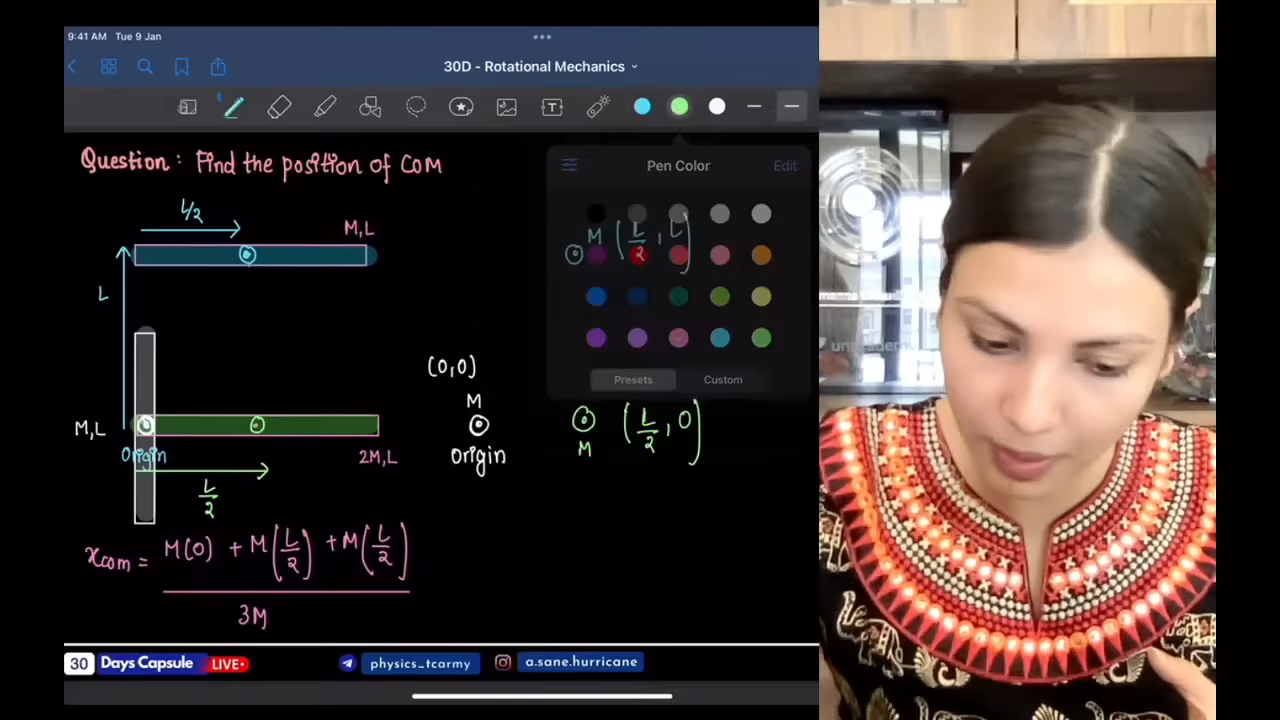 9:41 AM Tue 9 Jan
30D - Rotational Mechanics
Question: Find the position of COM
Pen Color
Edit
L/2
M,L
M (L/2, L)
L
(0,0)
M
M,L
Origin
2M,L
Origin
(L/2, 0)
M
L/2
xcom = M(0) + M(L/2) + M(L/2)
3M
Presets
Custom
30 Days Capsule LIVE
physics_tcarmy
a.sane.hurricane